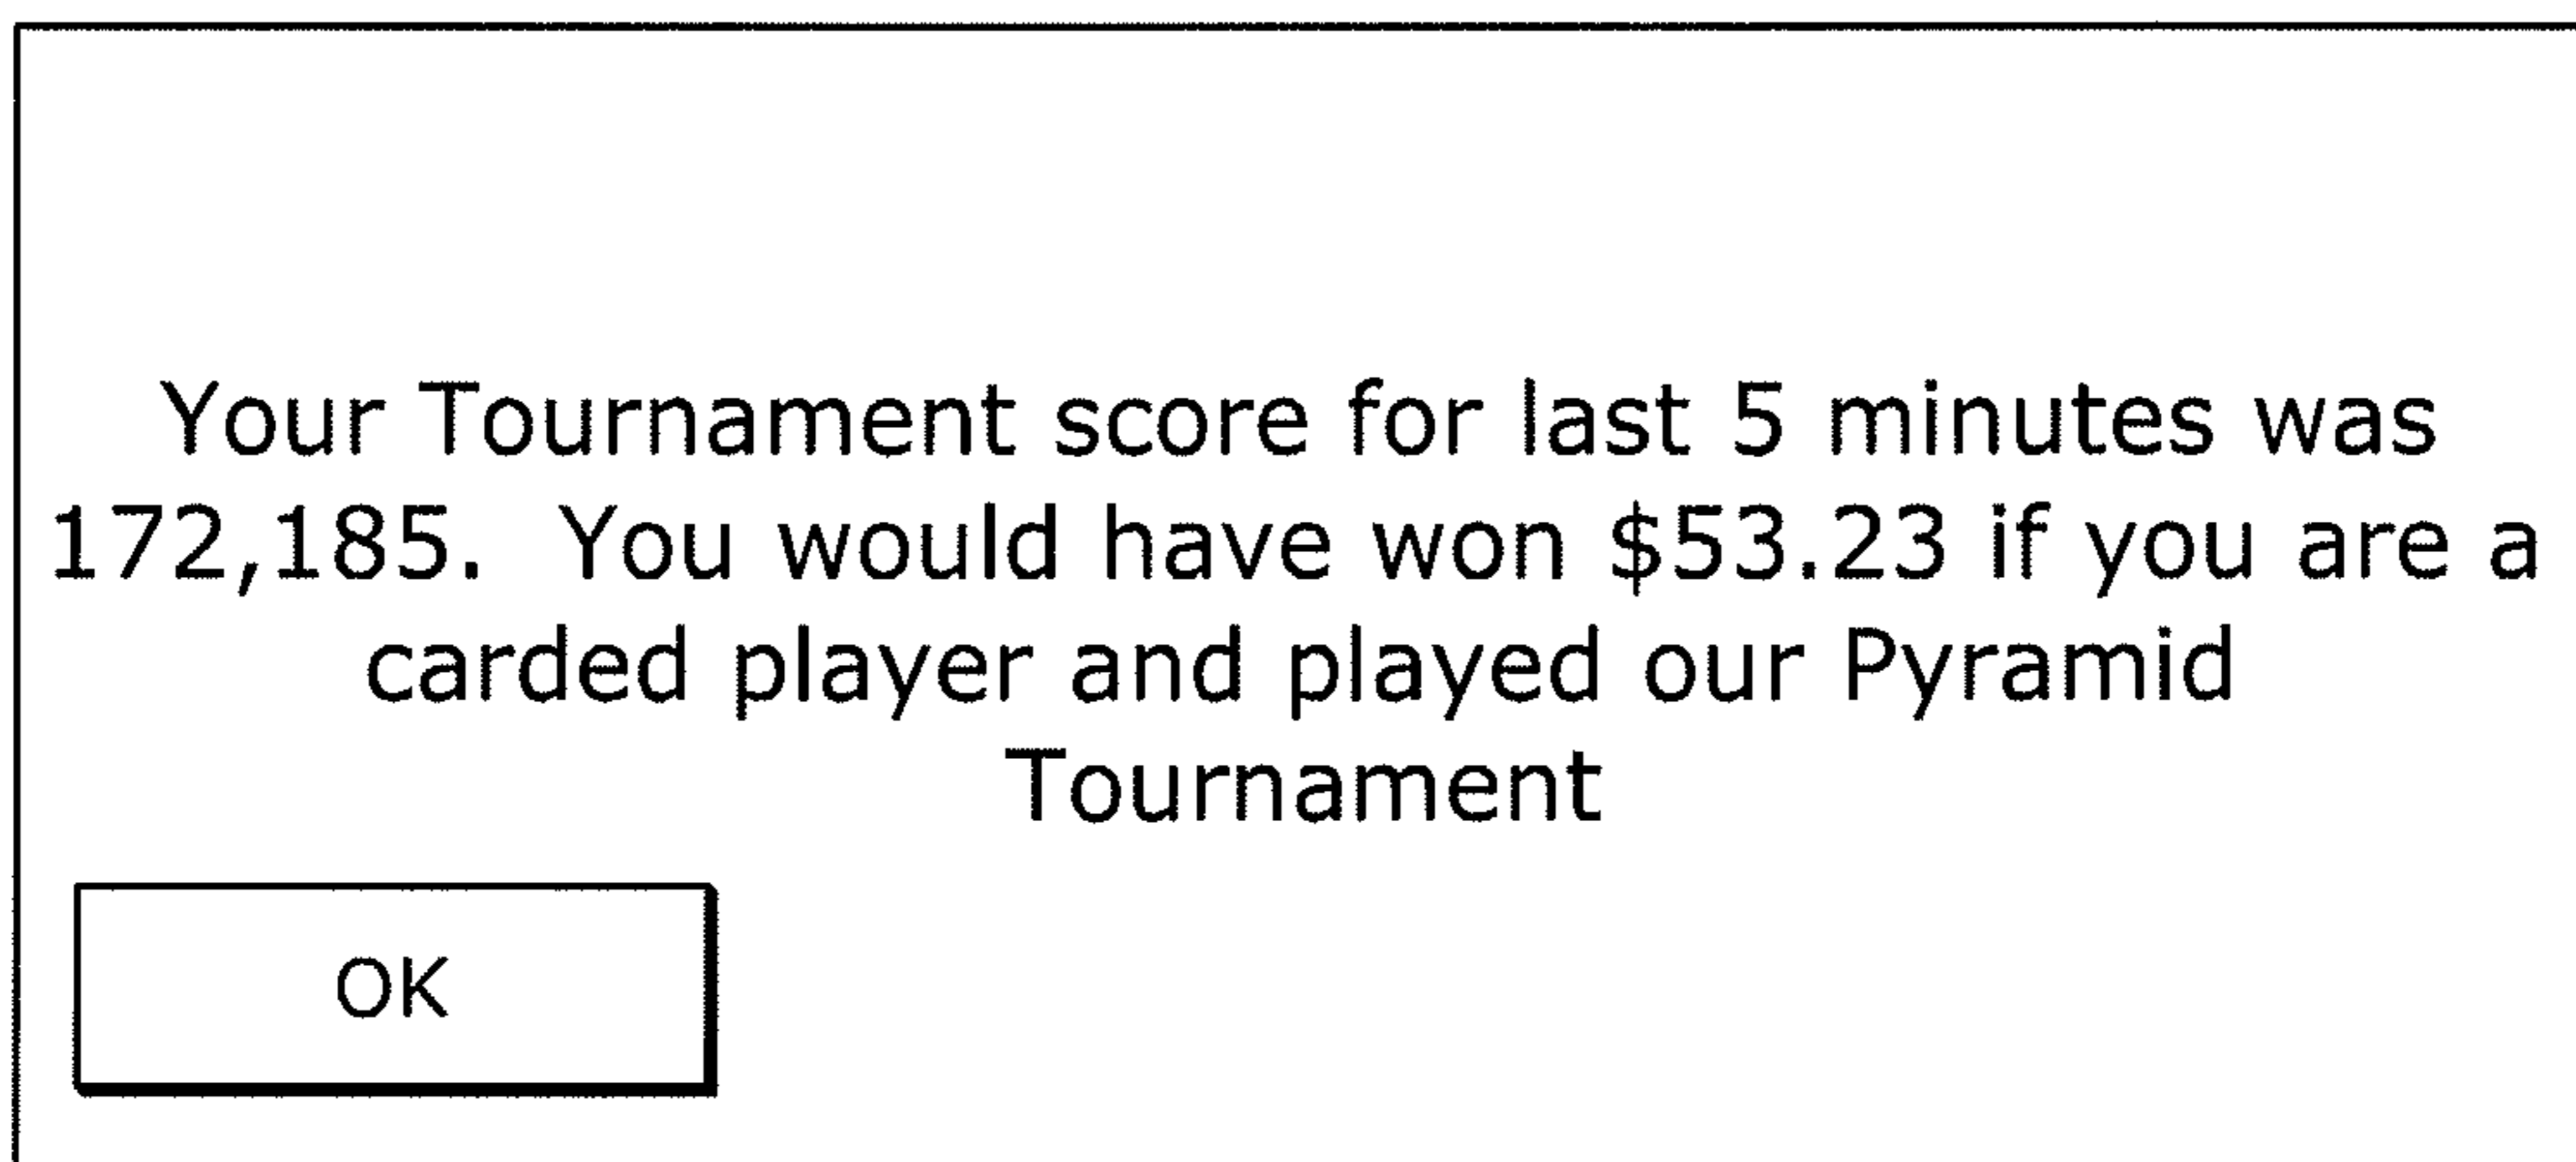 Your Tournament score for last 5 minutes was
172,185.  You would have won $53.23 if you are a
carded player and played our Pyramid
Tournament
OK